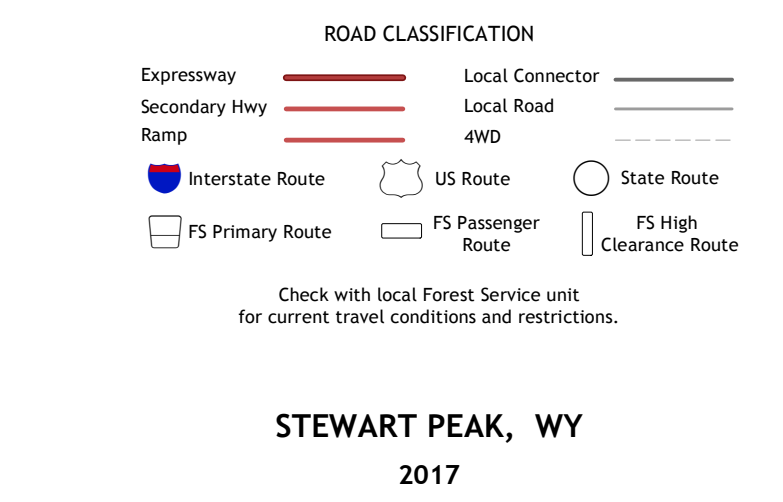 ROAD CLASSIFICATION
Expressway
Local Connector
Secondary Hwy
Local Road
Ramp
4WD
Interstate Route
US Route
State Route
FS Primary Route
FS Passenger
Route
FS High
Clearance Route
Check with local Forest Service unit
for current travel conditions and restrictions.
STEWART PEAK, WY
2017